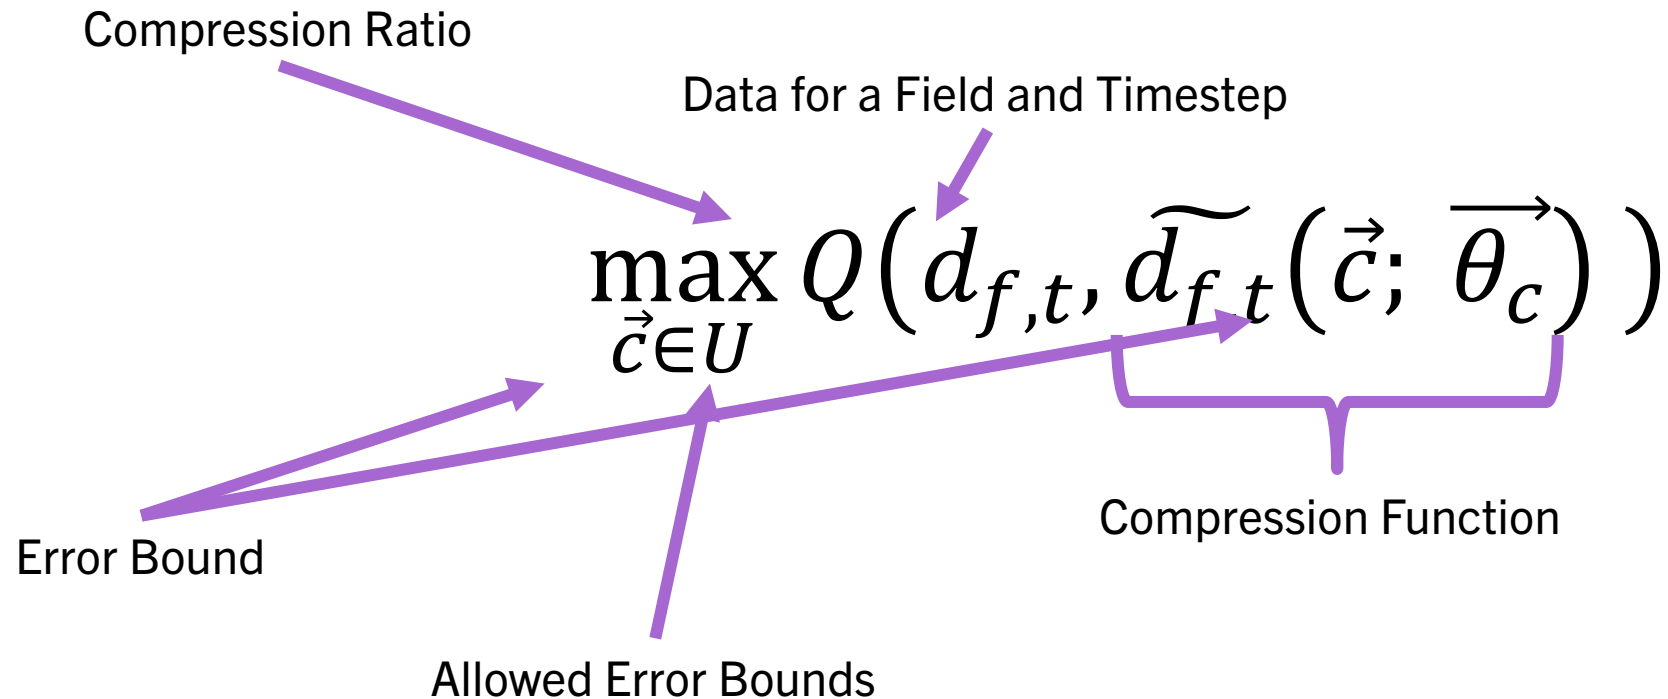 Compression Ratio
Data for a Field and Timestep
max Q(d_{f,t}, \widetilde{d_{f,t}}(\vec{c}; \overrightarrow{θ_c}))
\vec{c}∈U
Error Bound
Compression Function
Allowed Error Bounds